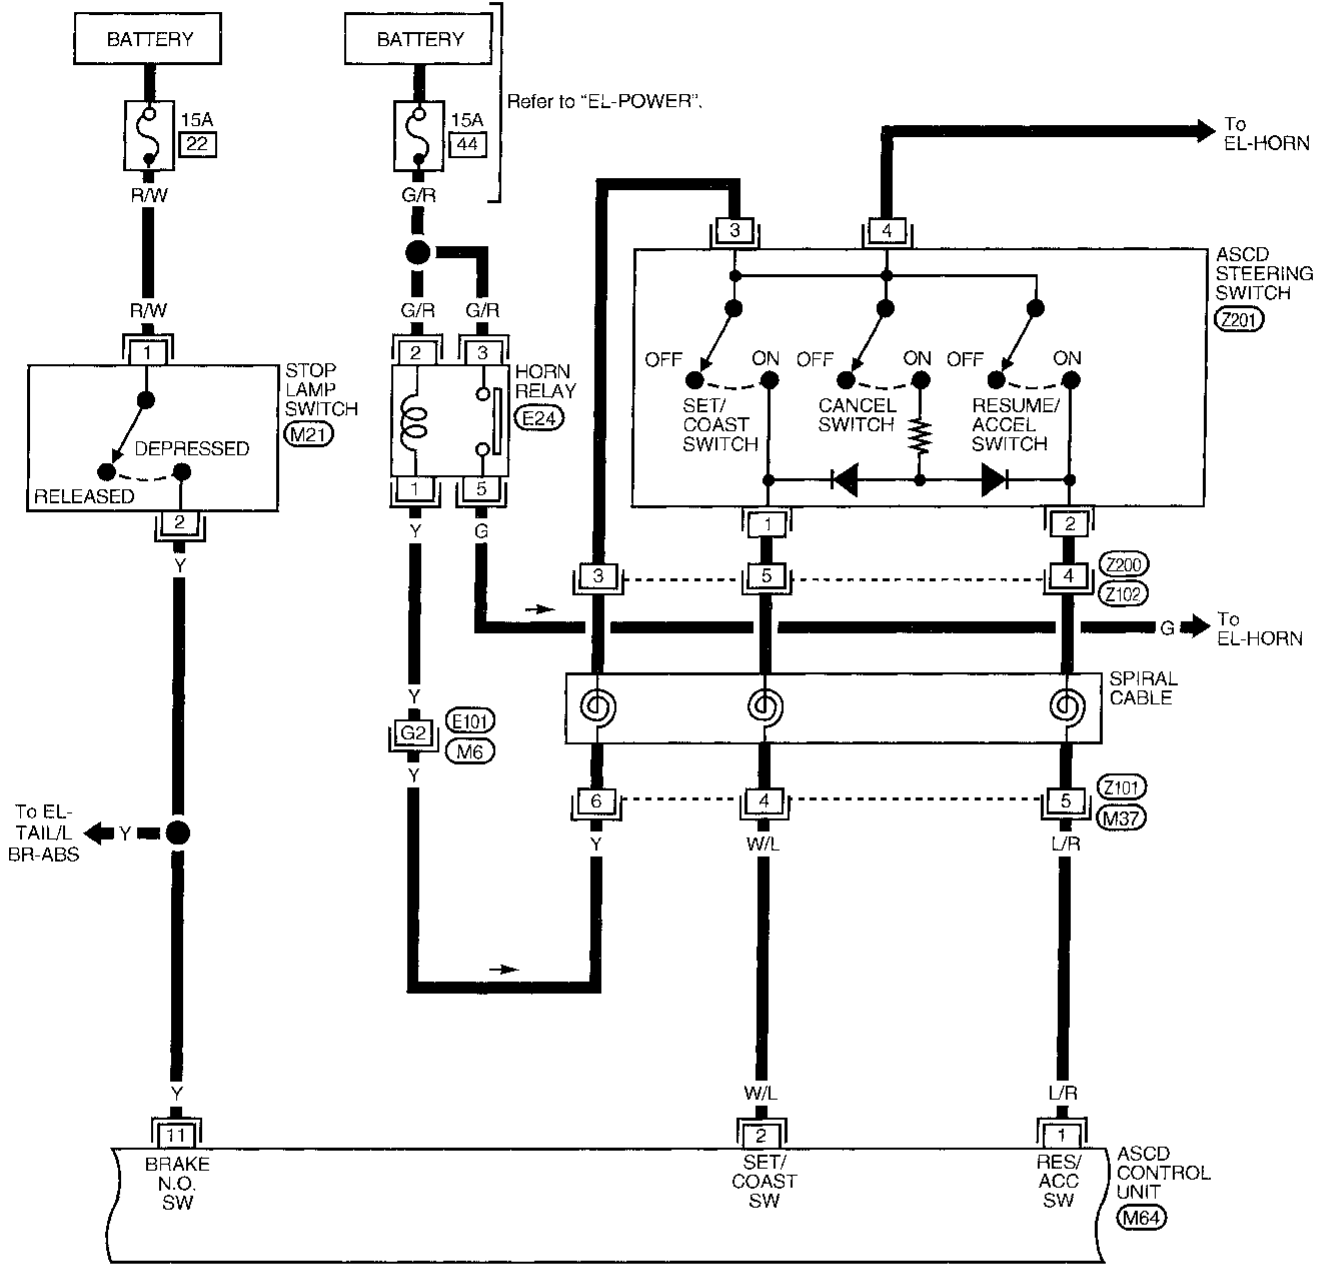 BATTERY
BATTERY
Refer to "EL-POWER".
15A
22
15A
44
To
EL-HORN
R/W
G/R
3
4
ASCD
STEERING
SWITCH
Z201
R/W
G/R
G/R
1
2
3
STOP
LAMP
SWITCH
M21
HORN
RELAY
E24
OFF
ON
OFF
ON
OFF
ON
SET/
COAST
SWITCH
CANCEL
SWITCH
RESUME/
ACCEL
SWITCH
DEPRESSED
RELEASED
1
5
2
1
2
Y
Y
G
3
5
4
Z200
Z102
G
To
EL-HORN
SPIRAL
CABLE
Y
G2
E101
M6
Y
6
4
5
Z101
M37
To EL-
TAIL/L
BR-ABS
Y
Y
W/L
L/R
Y
W/L
L/R
11
2
1
BRAKE
N.O.
SW
SET/
COAST
SW
RES/
ACC
SW
ASCD
CONTROL
UNIT
M64